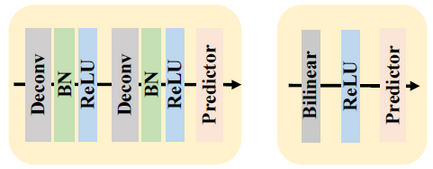 Deconv
BN
ReLU
Deconv
BN
ReLU
Predictor
Bilinear
ReLU
Predictor